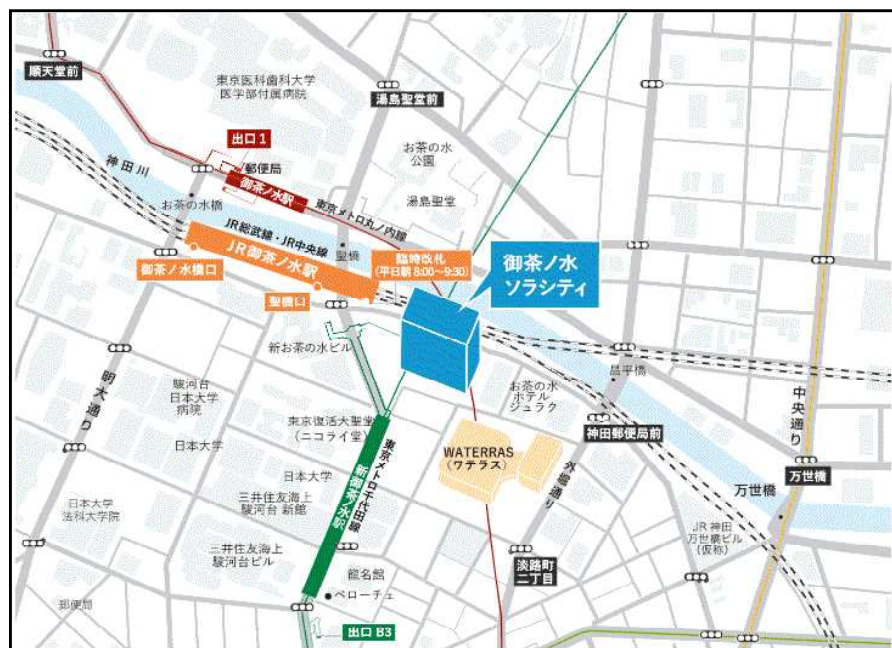 順天堂前
東京医科歯科大学
医学部付属病院
湯島聖堂前
出口1
郵便局
お茶の水
公園
神田川
御茶ノ水駅
東京メトロ丸ノ内線
湯島聖堂
お茶の水橋
JR総武線・JR中央線
聖橋
JR御茶ノ水駅
臨時改札
(平日朝 8:00~9:30)
御茶ノ水
ソラシティ
御茶ノ水橋口
聖橋口
新お茶の水ビル
昌平橋
明大通り
駿河台
日本大学
病院
お茶の水
ホテル
ジュラク
中央通り
東京復活大聖堂
(ニコライ堂)
神田郵便局前
日本大学
WATERRAS
(ワテラス)
外堀通り
万世橋
東京メトロ千代田線
新御茶ノ水駅
日本大学
万世橋
日本大学
法科大学院
三井住友海上
駿河台 新館
JR 神田
万世橋ビル
(仮称)
三井住友海上
駿河台ビル
龍名館
淡路町
二丁目
郵便局
ベローチェ
出口 B3